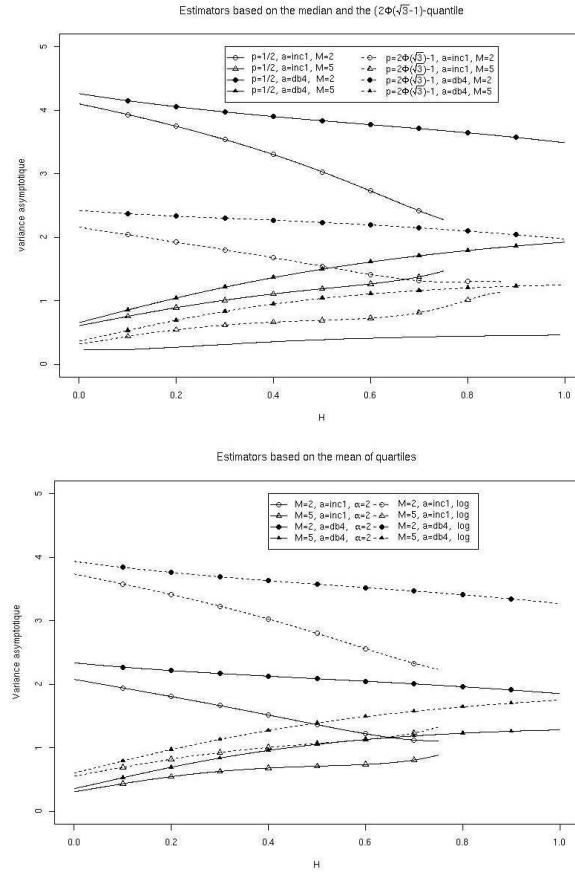 Estimators based on the median and the (2Φ(√3)-1)-quantile
p=1/2, a=inc1, M=2
p=1/2, a=inc1, M=5
p=1/2, a=db4, M=2
p=1/2, a=db4, M=5
p=2Φ(√3)-1, a=inc1, M=2
p=2Φ(√3)-1, a=inc1, M=5
p=2Φ(√3)-1, a=db4, M=2
p=2Φ(√3)-1, a=db4, M=5
variance asymptotique
5
4
3
2
1
0
0.0 0.2 0.4 0.6 0.8 1.0
H
Estimators based on the mean of quartiles
M=2, a=inc1, α=2
M=5, a=inc1, α=2
M=2, a=db4, α=2
M=5, a=db4, α=2
M=2, a=inc1, log
M=5, a=inc1, log
M=2, a=db4, log
M=5, a=db4, log
Variance asymptotique
5
4
3
2
1
0
0.0 0.2 0.4 0.6 0.8 1.0
H